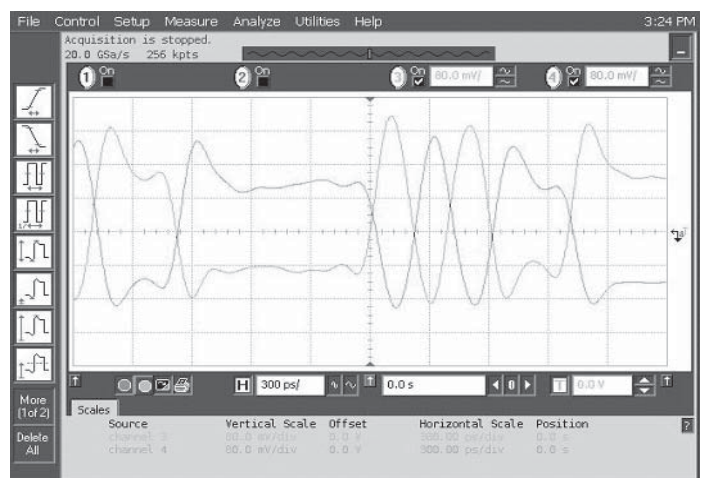 File Control Setup Measure Analyze Utilities Help 3:24 PM
Acquisition is stopped.
20.0 GSa/s 256 kpts
1 On 2 On 3 On 80.0 mV/ 4 On 80.0 mV/
More
(1of 2)
Delete
All
H 300 ps/ 0.0 s 0 T 0.0 V
Scales
Source Vertical Scale Offset Horizontal Scale Position
channel 3 80.0 mV/div 0.0 V 300.00 ps/div 0.0 s
channel 4 80.0 mV/div 0.0 V 300.00 ps/div 0.0 s